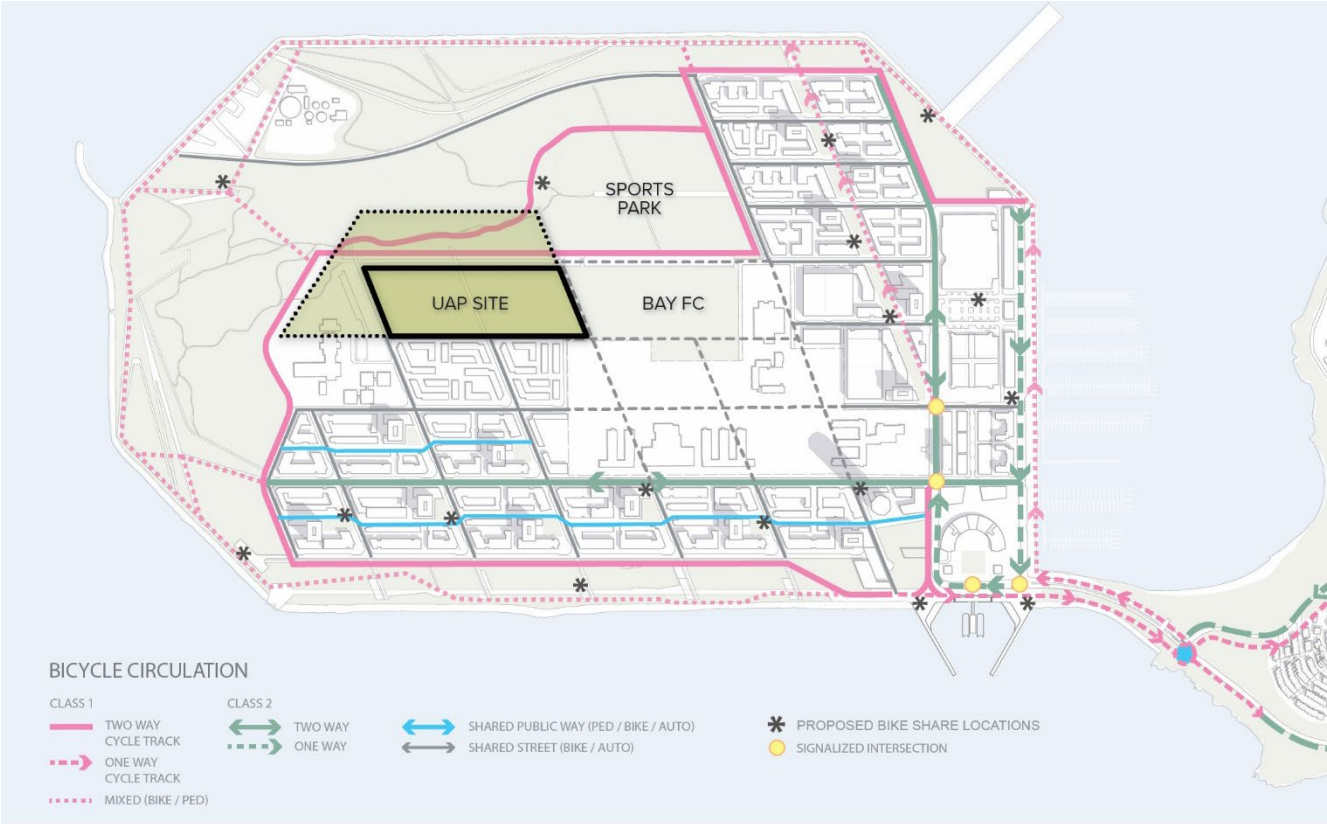 SPORTS
PARK
UAP SITE
BAY FC
BICYCLE CIRCULATION
CLASS 1
TWO WAY
CYCLE TRACK
ONE WAY
CYCLE TRACK
MIXED (BIKE / PED)
CLASS 2
TWO WAY
ONE WAY
SHARED PUBLIC WAY (PED / BIKE / AUTO)
SHARED STREET (BIKE / AUTO)
PROPOSED BIKE SHARE LOCATIONS
SIGNALIZED INTERSECTION